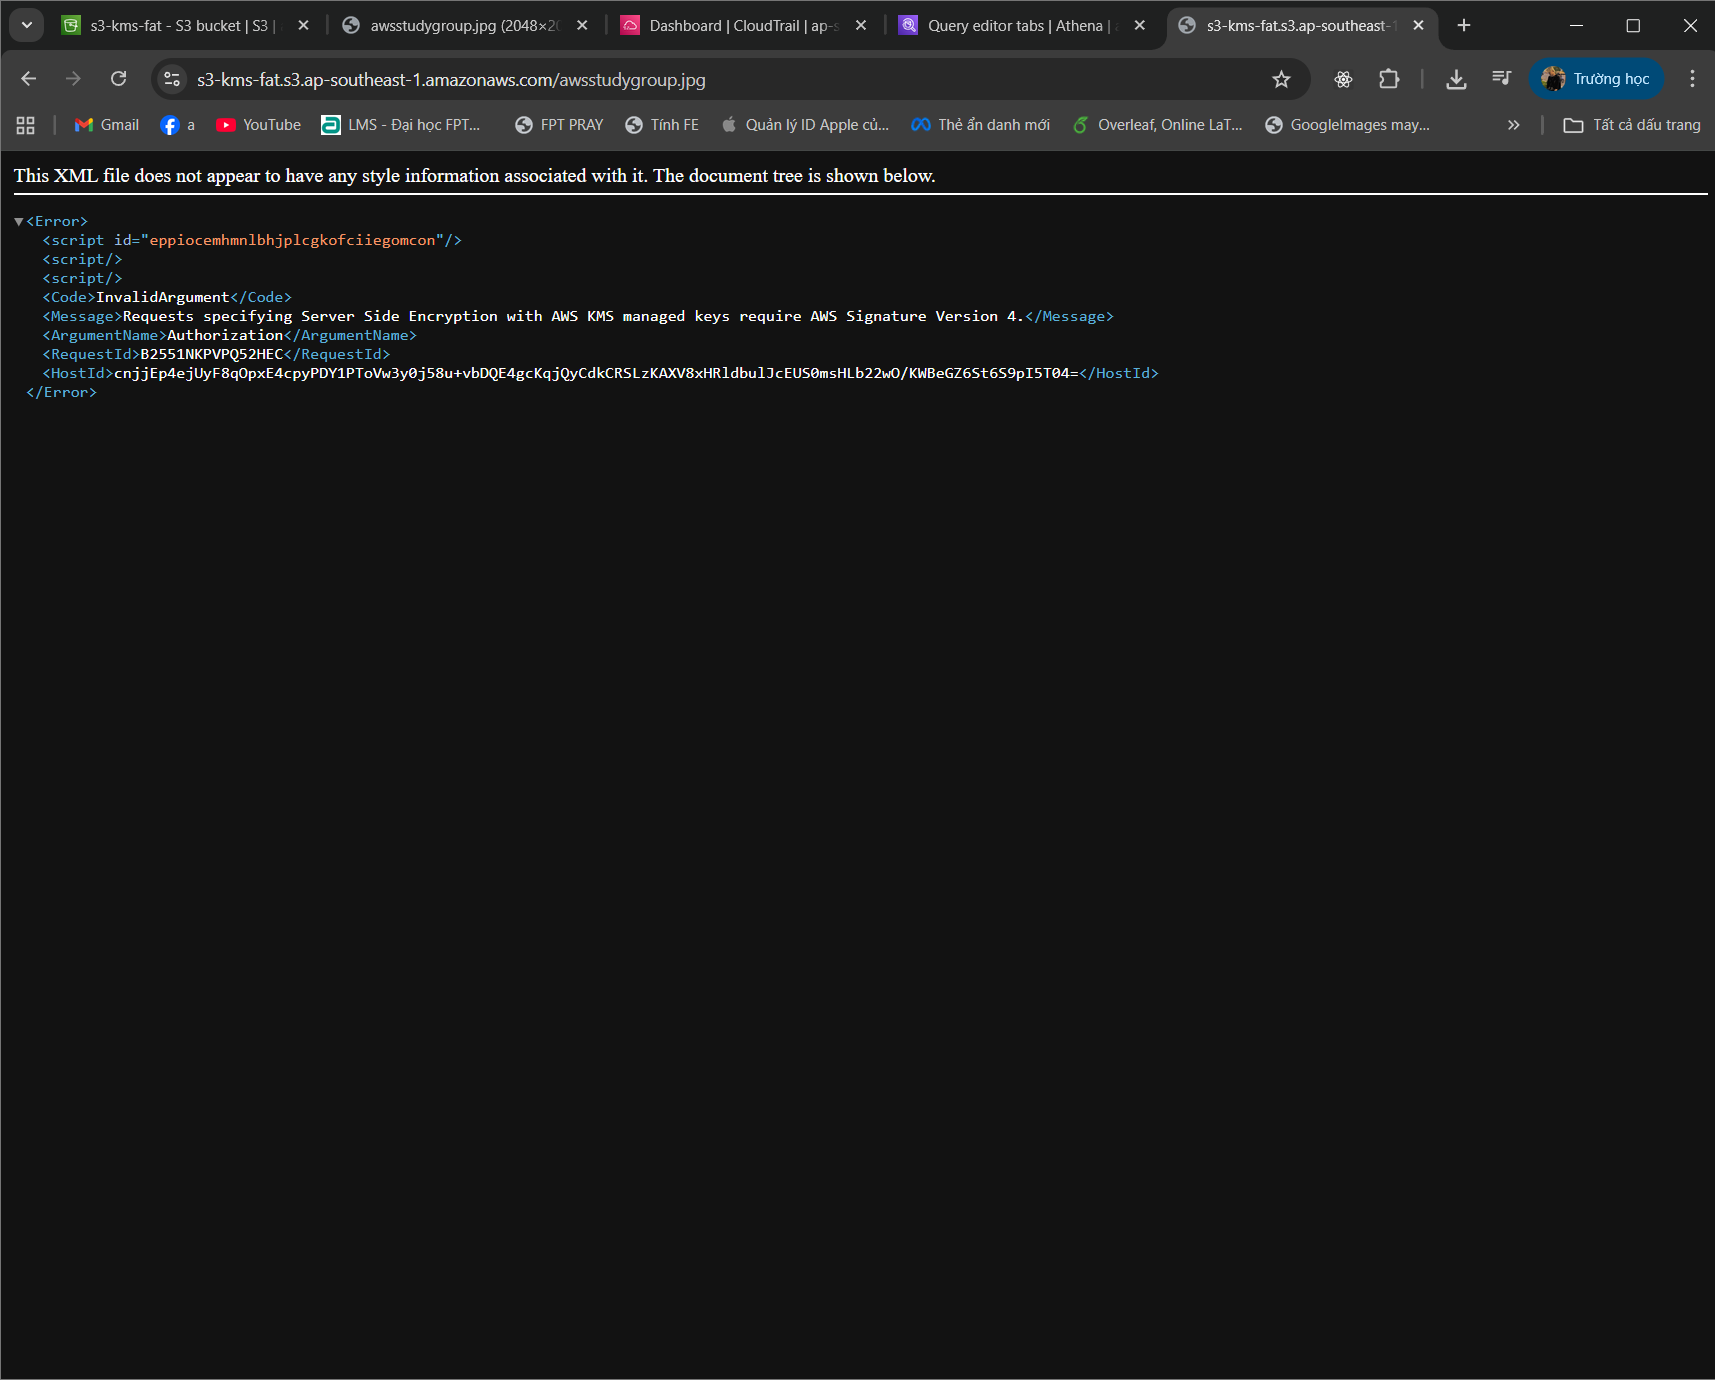 s3-kms-fat - S3 bucket | S3 |
awsstudygroup.jpg (2048×20
Dashboard | CloudTrail | ap-s
Query editor tabs | Athena |
s3-kms-fat.s3.ap-southeast-1
s3-kms-fat.s3.ap-southeast-1.amazonaws.com/awsstudygroup.jpg
Trường học
Gmail
a
YouTube
LMS - Đại học FPT...
FPT PRAY
Tính FE
Quản lý ID Apple củ...
Thẻ ẩn danh mới
Overleaf, Online LaT...
GoogleImages may...
»
Tất cả dấu trang
This XML file does not appear to have any style information associated with it. The document tree is shown below.
▼<Error>
<script id="eppiocemhmnlbhjplcgkofciiegomcon"/>
<script/>
<script/>
<Code>InvalidArgument</Code>
<Message>Requests specifying Server Side Encryption with AWS KMS managed keys require AWS Signature Version 4.</Message>
<ArgumentName>Authorization</ArgumentName>
<RequestId>B2551NKPVPQ52HEC</RequestId>
<HostId>cnjjEp4ejUyF8qOpxE4cpyPDY1PToVw3y0j58u+vbDQE4gcKqjQyCdkCRSLzKAXV8xHRldbulJcEUS0msHLb22wO/KWBeGZ6St6S9pI5T04=</HostId>
</Error>